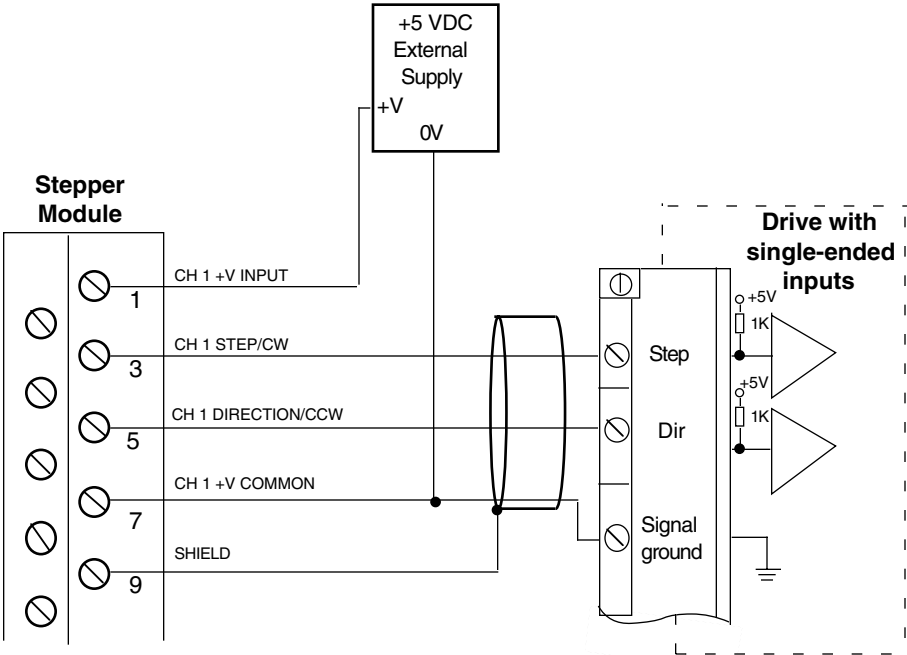 +5 VDC
External
Supply
+V
0V
Stepper
Module
CH 1 +V INPUT
1
CH 1 STEP/CW
3
CH 1 DIRECTION/CCW
5
CH 1 +V COMMON
7
SHIELD
9
Drive with
single-ended
inputs
+5V
1K
Step
+5V
1K
Dir
Signal
ground